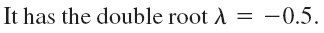 It has the double root λ = −0.5.